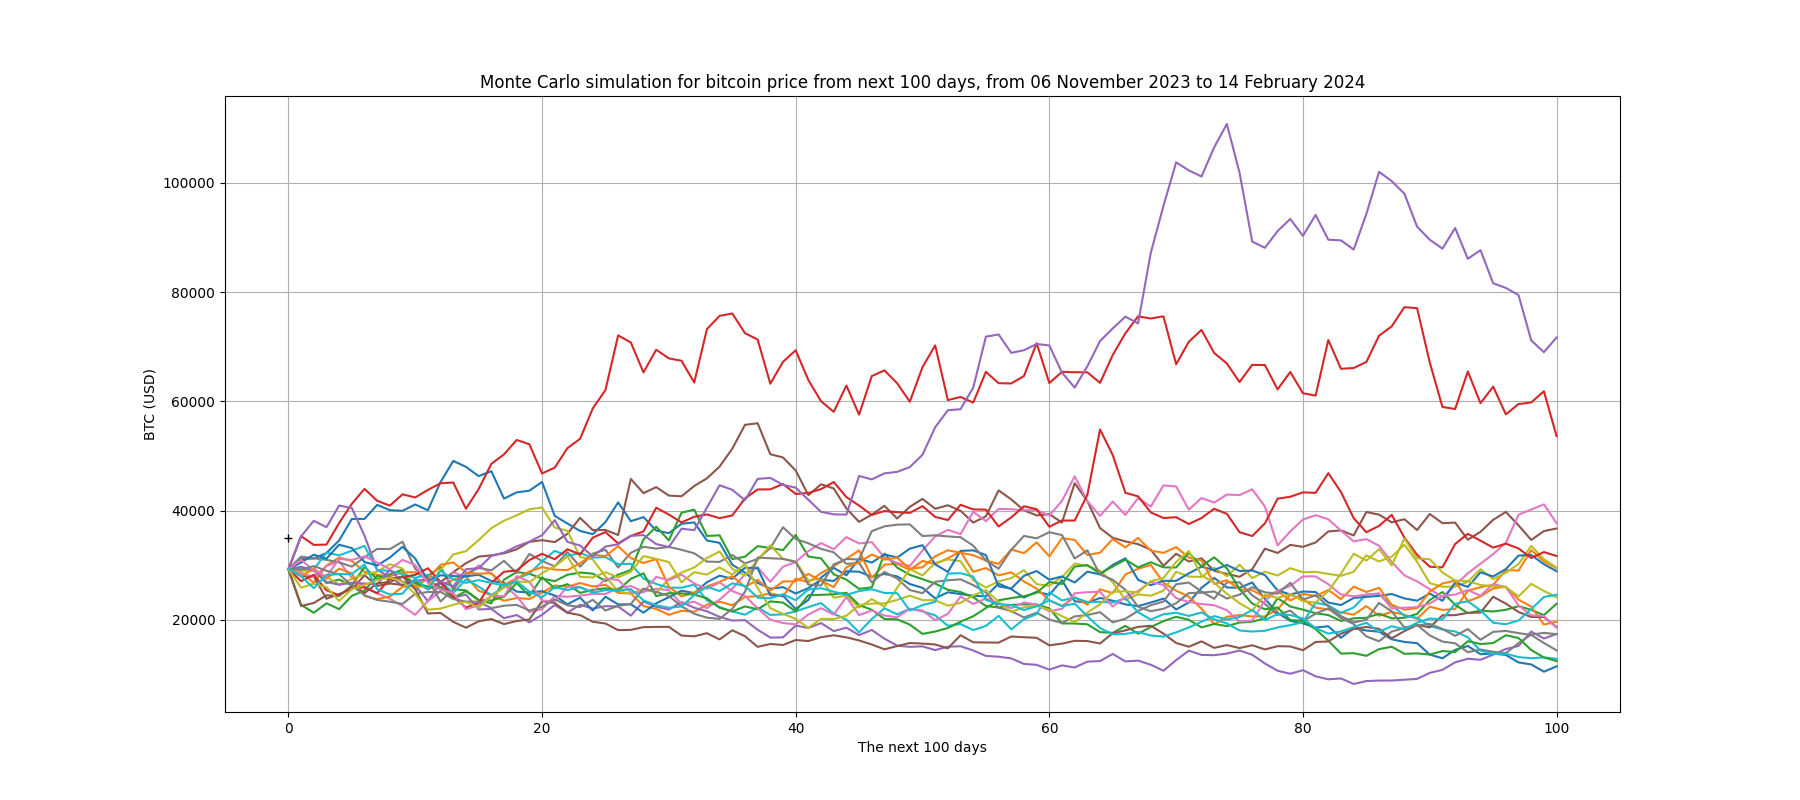 Monte Carlo simulation for bitcoin price from next 100 days, from 06 November 2023 to 14 February 2024
100000
80000
60000
40000
20000
BTC (USD)
0 20 40 60 80 100
The next 100 days